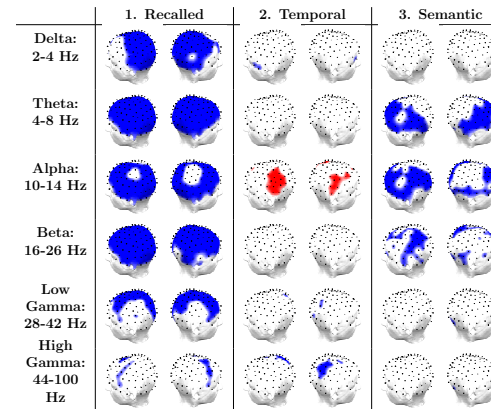 1. Recalled 2. Temporal 3. Semantic
Delta:
2-4 Hz
Theta:
4-8 Hz
Alpha:
10-14 Hz
Beta:
16-26 Hz
Low
Gamma:
28-42 Hz
High
Gamma:
44-100
Hz